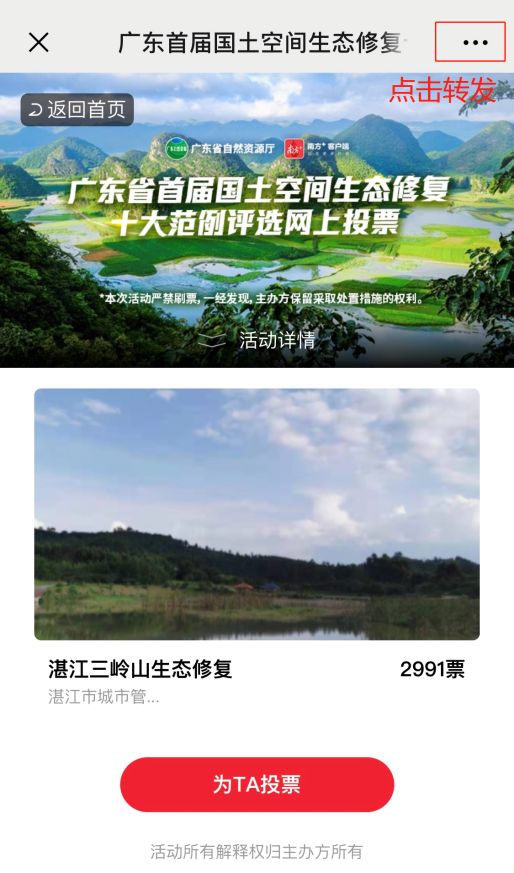 广东首届国土空间生态修复
点击转发
返回首页
广东省自然资源厅
南方+ 客户端
广东省首届国土空间生态修复
十大范例评选网上投票
*本次活动严禁刷票,一经发现,主办方保留采取处置措施的权利。
活动详情
湛江三岭山生态修复
2991票
湛江市城市管...
为TA投票
活动所有解释权归主办方所有